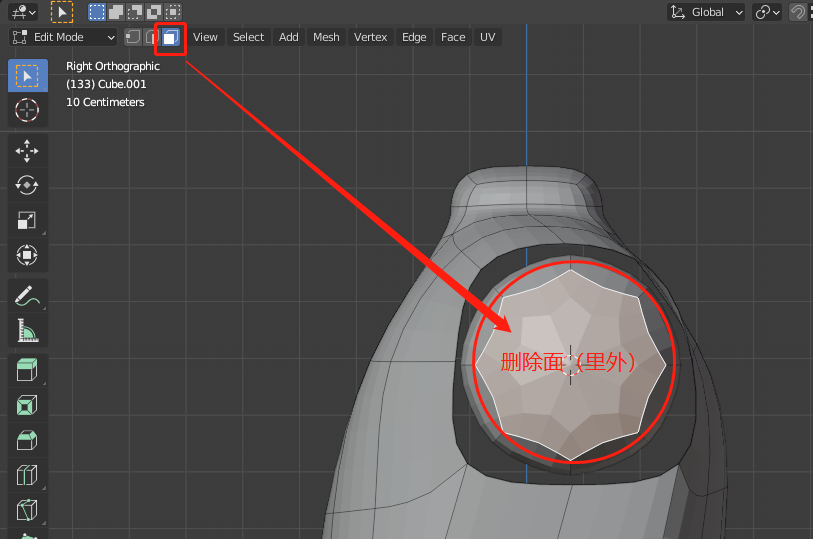 Global
Edit Mode View Select Add Mesh Vertex Edge Face UV
Right Orthographic
(133) Cube.001
10 Centimeters
删除面（里外）